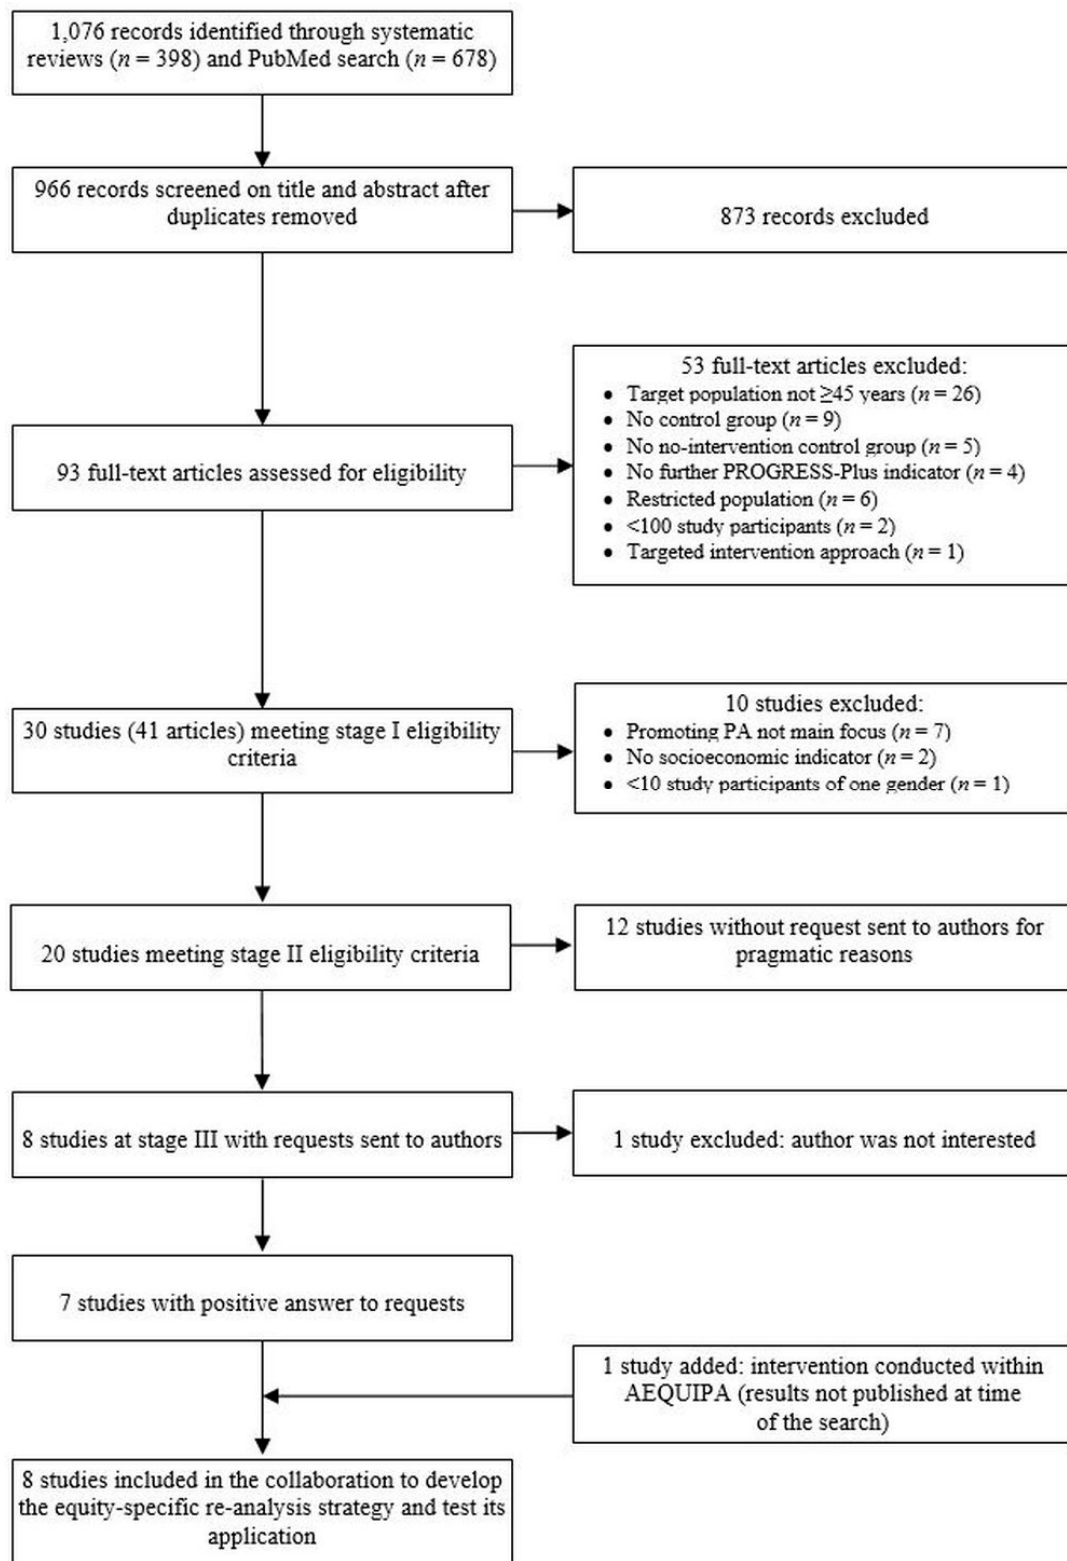 1,076 records identified through systematic
reviews (n = 398) and PubMed search (n = 678)
966 records screened on title and abstract after
duplicates removed
873 records excluded
53 full-text articles excluded:
• Target population not ≥45 years (n = 26)
• No control group (n = 9)
• No no-intervention control group (n = 5)
• No further PROGRESS-Plus indicator (n = 4)
• Restricted population (n = 6)
• <100 study participants (n = 2)
• Targeted intervention approach (n = 1)
93 full-text articles assessed for eligibility
30 studies (41 articles) meeting stage I eligibility
criteria
10 studies excluded:
• Promoting PA not main focus (n = 7)
• No socioeconomic indicator (n = 2)
• <10 study participants of one gender (n = 1)
20 studies meeting stage II eligibility criteria
12 studies without request sent to authors for
pragmatic reasons
8 studies at stage III with requests sent to authors
1 study excluded: author was not interested
7 studies with positive answer to requests
1 study added: intervention conducted within
AEQUIPA (results not published at time
of the search)
8 studies included in the collaboration to develop
the equity-specific re-analysis strategy and test its
application